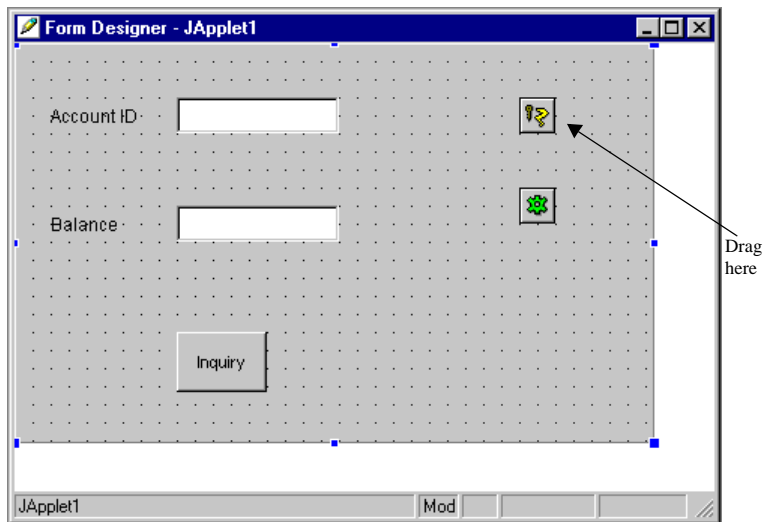 Form Designer - JApplet1
Account ID
Balance
Drag
here
Inquiry
JApplet1 Mod